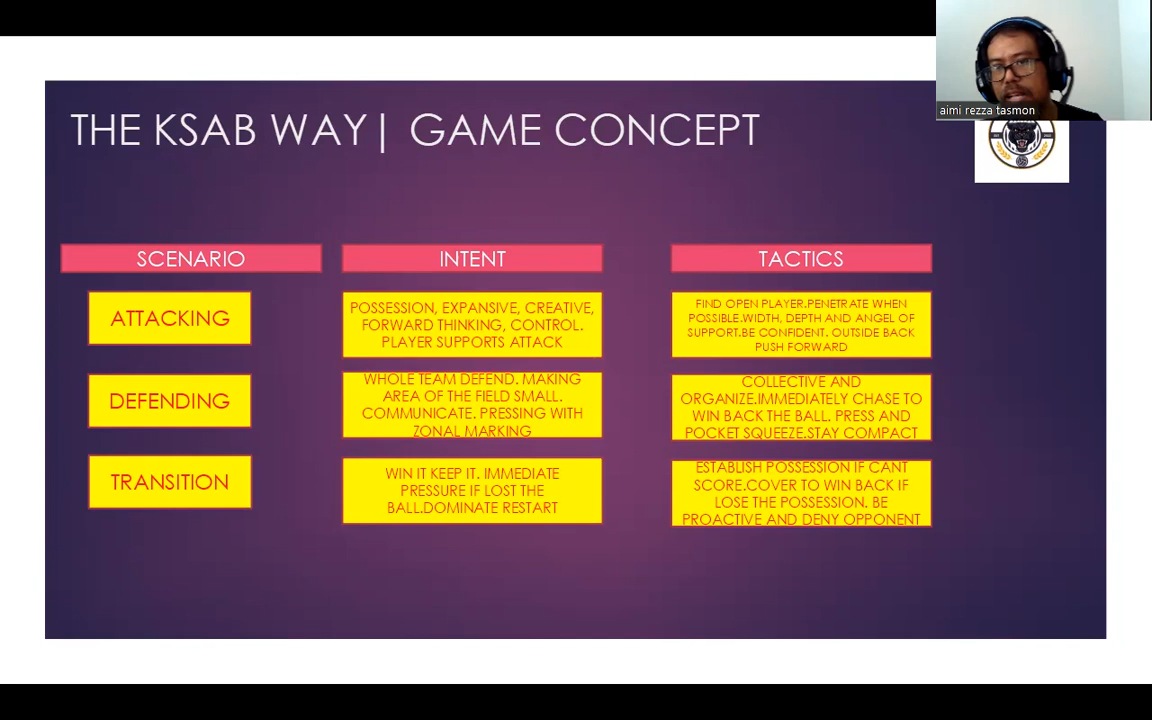 aimi rezza tasmon
THE KSAB WAY| GAME CONCEPT
SCENARIO
INTENT
TACTICS
ATTACKING
POSSESSION, EXPANSIVE, CREATIVE,
FORWARD THINKING, CONTROL.
PLAYER SUPPORTS ATTACK
FIND OPEN PLAYER.PENETRATE WHEN
POSSIBLE.WIDTH, DEPTH AND ANGEL OF
SUPPORT.BE CONFIDENT. OUTSIDE BACK
PUSH FORWARD
DEFENDING
WHOLE TEAM DEFEND. MAKING
AREA OF THE FIELD SMALL.
COMMUNICATE. PRESSING WITH
ZONAL MARKING
COLLECTIVE AND
ORGANIZE.IMMEDIATELY CHASE TO
WIN BACK THE BALL. PRESS AND
POCKET SQUEEZE.STAY COMPACT
TRANSITION
WIN IT KEEP IT. IMMEDIATE
PRESSURE IF LOST THE
BALL.DOMINATE RESTART
ESTABLISH POSSESSION IF CANT
SCORE.COVER TO WIN BACK IF
LOSE THE POSSESSION. BE
PROACTIVE AND DENY OPPONENT